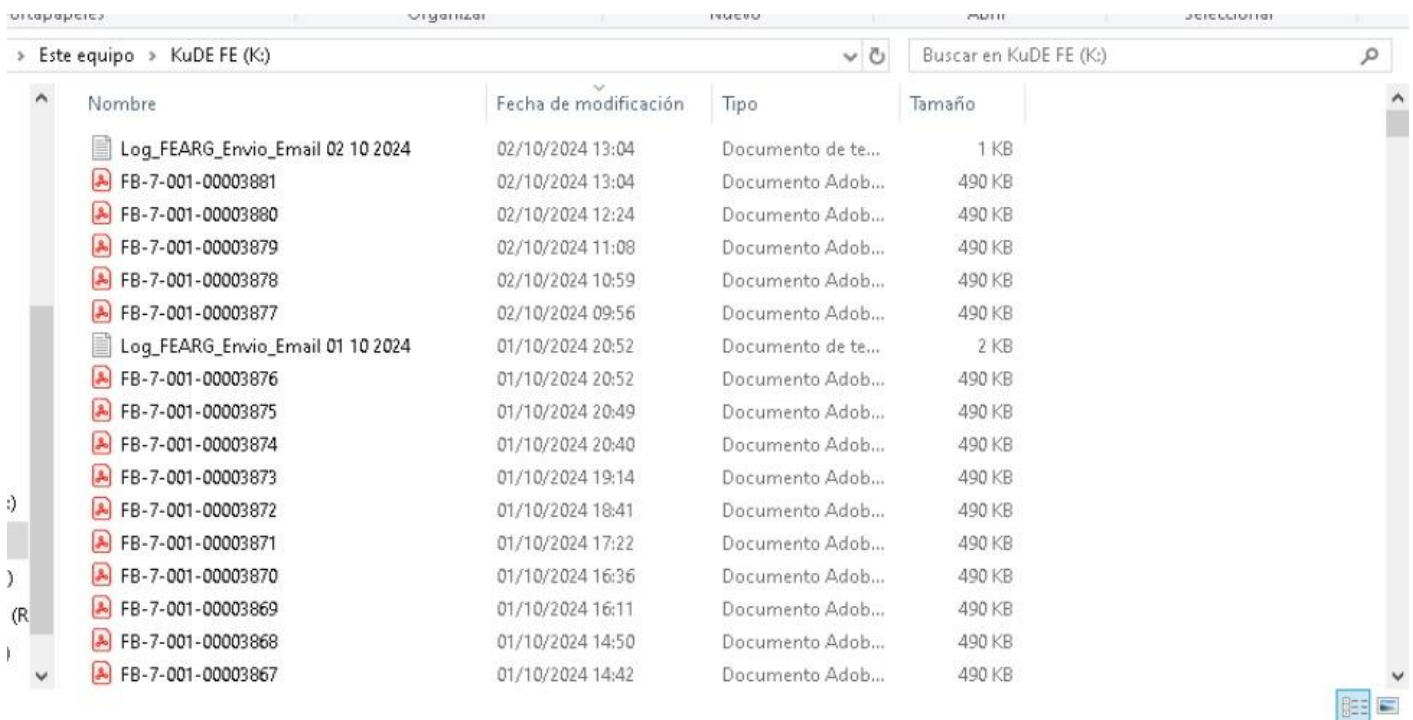 Este equipo > KuDE FE (K:) Buscar en KuDE FE (K:)
Nombre Fecha de modificación Tipo Tamaño
Log_FEARG_Envio_Email 02 10 2024 02/10/2024 13:04 Documento de te... 1 KB
FB-7-001-00003881 02/10/2024 13:04 Documento Adob... 490 KB
FB-7-001-00003880 02/10/2024 12:24 Documento Adob... 490 KB
FB-7-001-00003879 02/10/2024 11:08 Documento Adob... 490 KB
FB-7-001-00003878 02/10/2024 10:59 Documento Adob... 490 KB
FB-7-001-00003877 02/10/2024 09:56 Documento Adob... 490 KB
Log_FEARG_Envio_Email 01 10 2024 01/10/2024 20:52 Documento de te... 2 KB
FB-7-001-00003876 01/10/2024 20:52 Documento Adob... 490 KB
FB-7-001-00003875 01/10/2024 20:49 Documento Adob... 490 KB
FB-7-001-00003874 01/10/2024 20:40 Documento Adob... 490 KB
FB-7-001-00003873 01/10/2024 19:14 Documento Adob... 490 KB
FB-7-001-00003872 01/10/2024 18:41 Documento Adob... 490 KB
FB-7-001-00003871 01/10/2024 17:22 Documento Adob... 490 KB
FB-7-001-00003870 01/10/2024 16:36 Documento Adob... 490 KB
FB-7-001-00003869 01/10/2024 16:11 Documento Adob... 490 KB
FB-7-001-00003868 01/10/2024 14:50 Documento Adob... 490 KB
FB-7-001-00003867 01/10/2024 14:42 Documento Adob... 490 KB